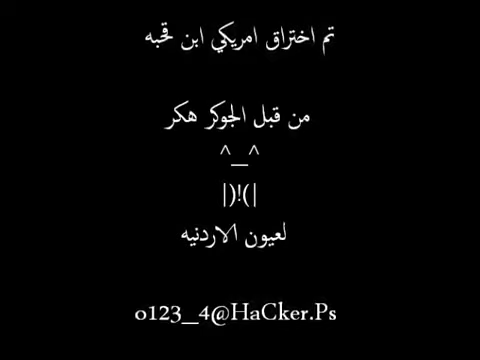 تم اختراق امريكي ابن قحبه
من قبل الجوكر هكر
^_^
|)!(|
لعيون الاردنيه
o123_4@HaCker.Ps